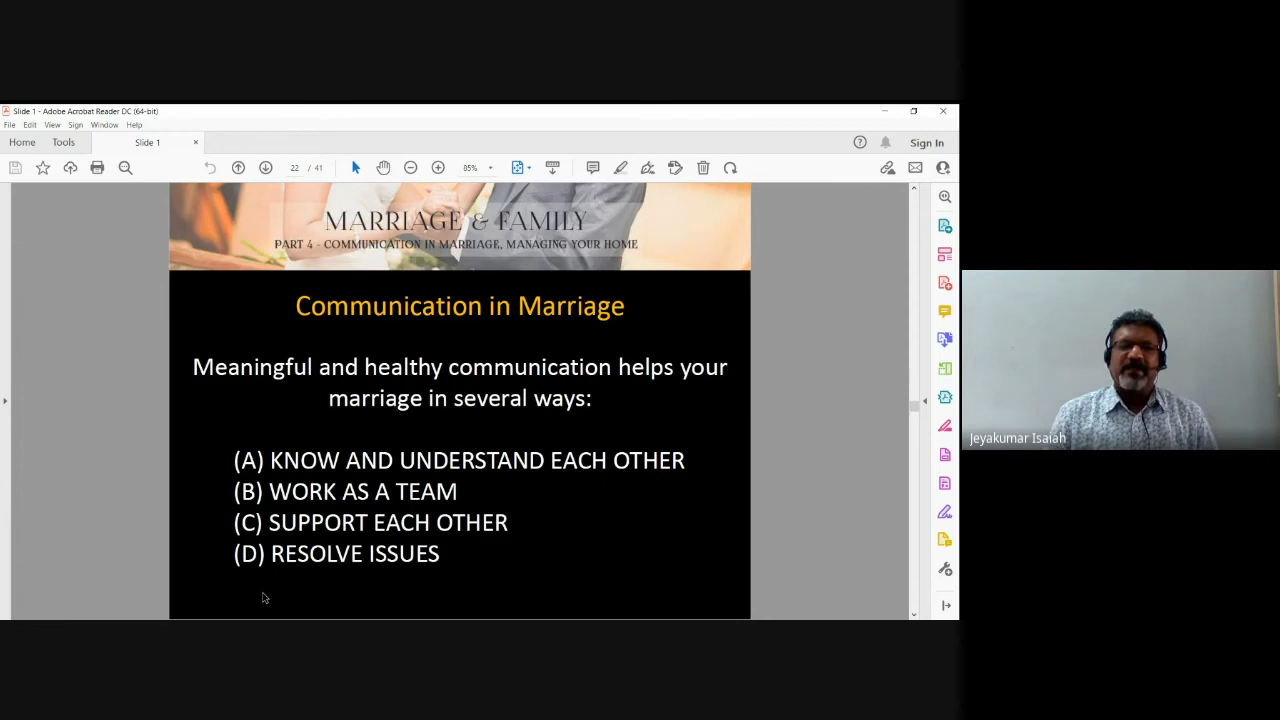 Slide 1 - Adobe Acrobat Reader DC (64-bit)
File Edit View Sign Window Help
Home Tools Slide 1 × Sign In
22 / 41 85%
MARRIAGE & FAMILY
PART 4 - COMMUNICATION IN MARRIAGE, MANAGING YOUR HOME
Communication in Marriage
Meaningful and healthy communication helps your
marriage in several ways:
(A) KNOW AND UNDERSTAND EACH OTHER
(B) WORK AS A TEAM
(C) SUPPORT EACH OTHER
(D) RESOLVE ISSUES
Jeyakumar Isaiah